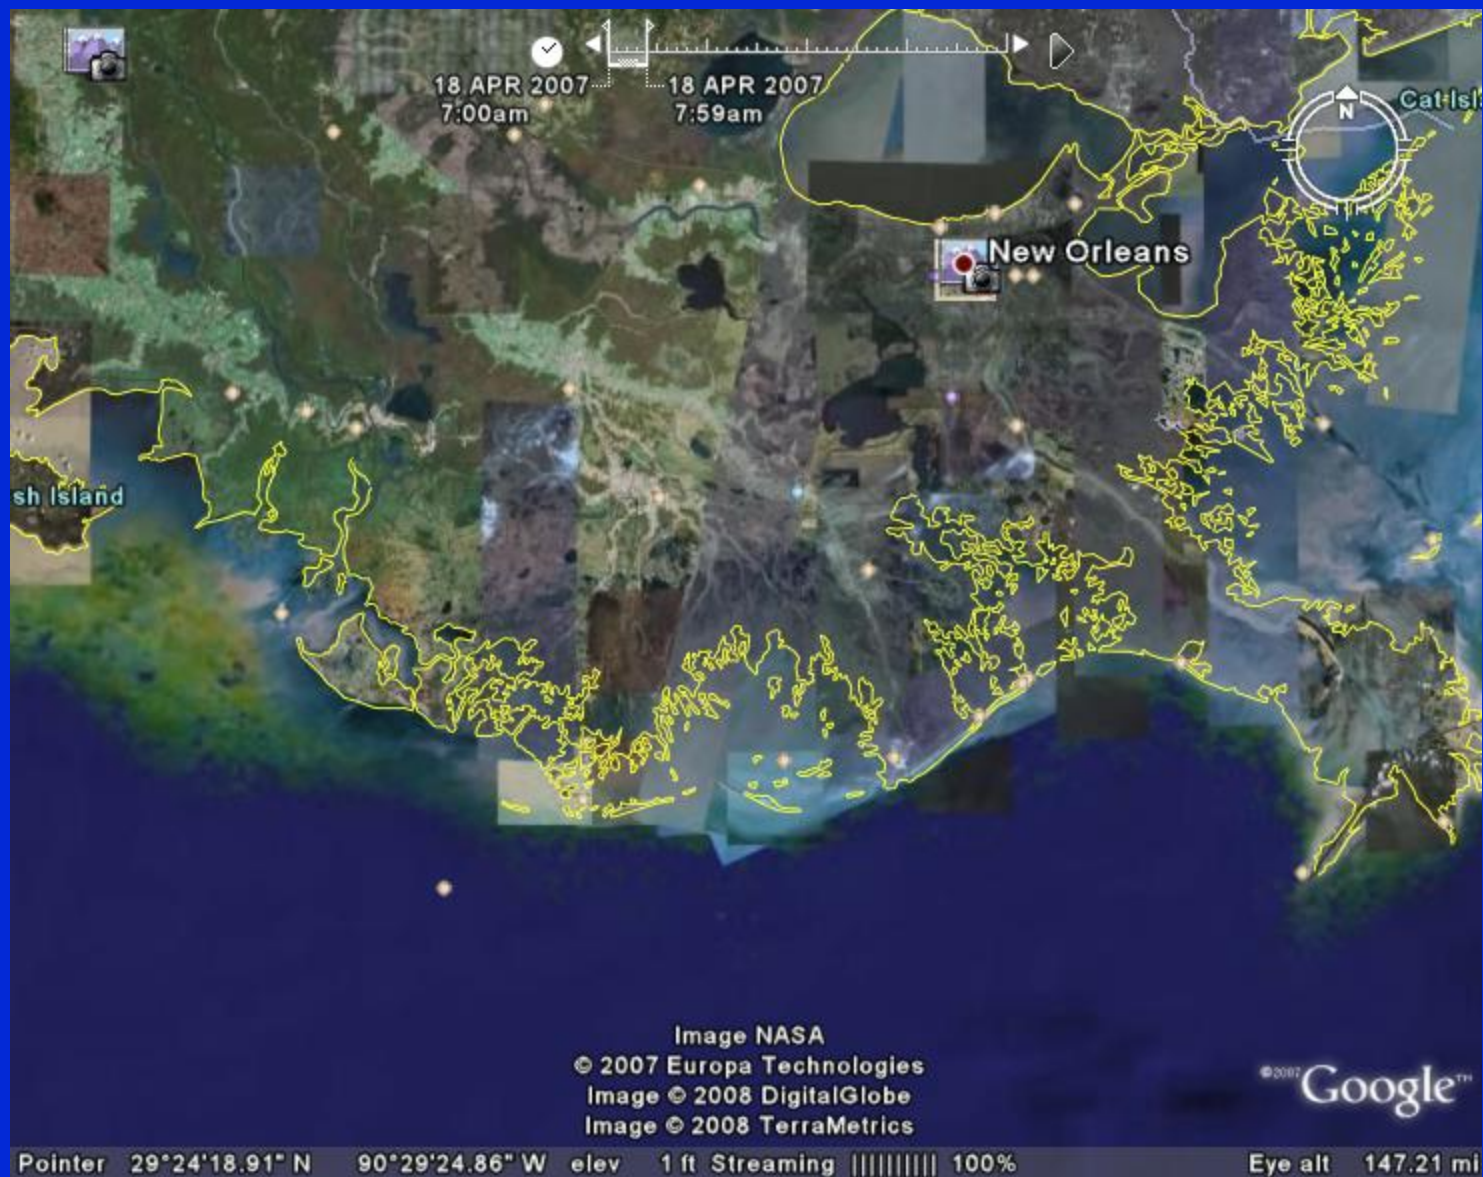 18 APR 2007
7:00am
18 APR 2007
7:59am
N
Cat Isl
New Orleans
sh Island
Image NASA
© 2007 Europa Technologies
Image © 2008 DigitalGlobe
Image © 2008 TerraMetrics
©2007 Google™
Pointer 29°24'18.91" N 90°29'24.86" W elev 1 ft Streaming |||||||||| 100% Eye alt 147.21 mi